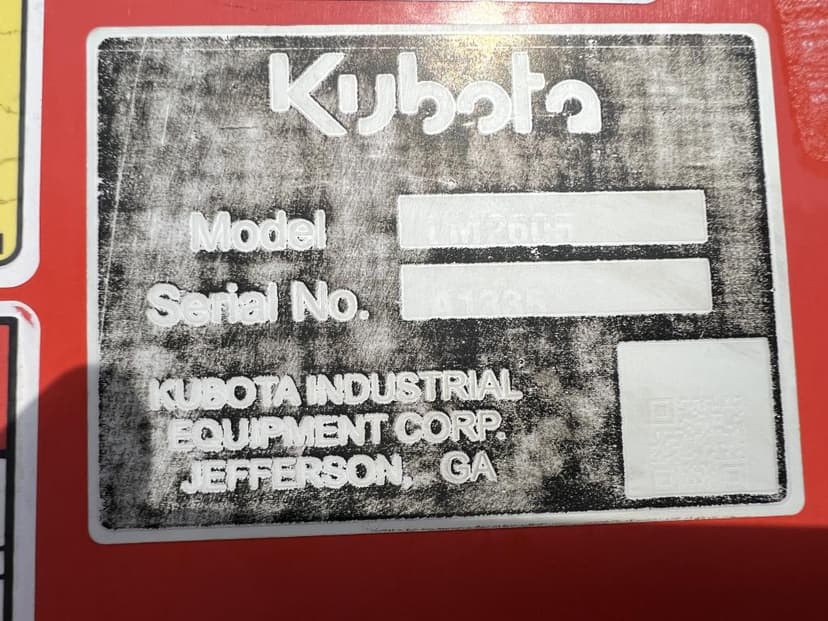 Kubota
Model
Serial No.
KUBOTA INDUSTRIAL
EQUIPMENT CORP.
JEFFERSON, GA